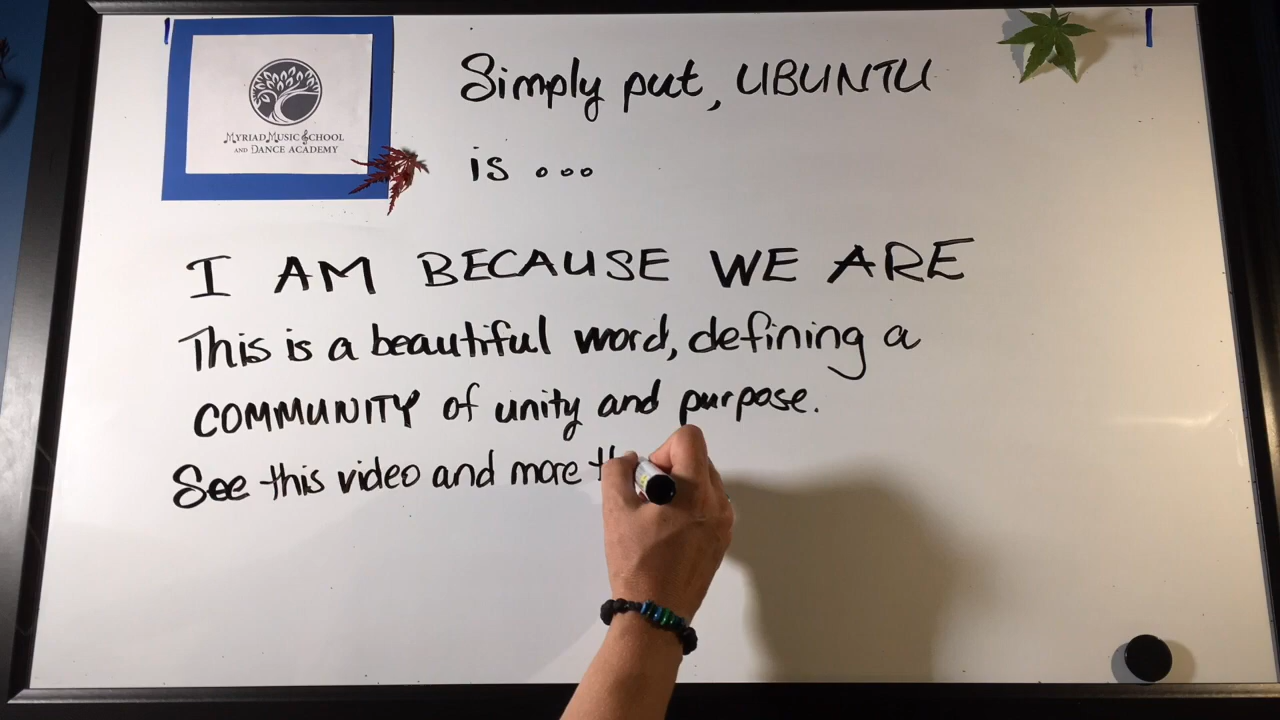 MYRIAD MUSIC SCHOOL
AND DANCE ACADEMY
Simply put, UBUNTU
is ...
I AM BECAUSE WE ARE
This is a beautiful word, defining a
COMMUNITY of unity and purpose.
See this video and more